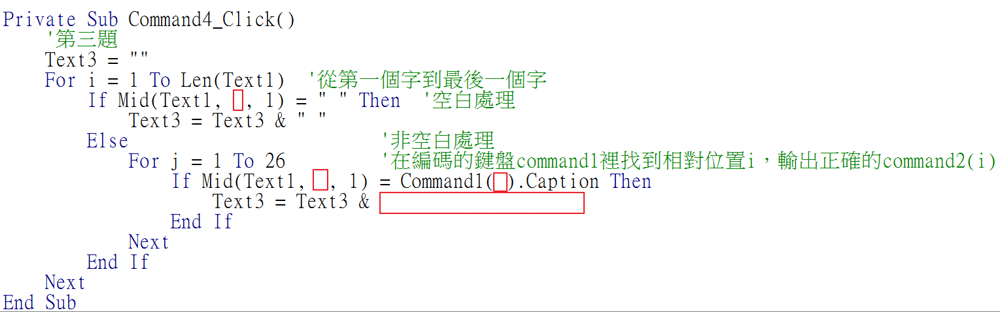 Private Sub Command4_Click()
'第三題
Text3 = ""
For i = 1 To Len(Text1) '從第一個字到最後一個字
If Mid(Text1, , 1) = " " Then '空白處理
Text3 = Text3 & " "
Else '非空白處理
For j = 1 To 26 '在編碼的鍵盤command1裡找到相對位置i，輸出正確的command2(i)
If Mid(Text1, , 1) = Command1( ).Caption Then
Text3 = Text3 &
End If
Next
End If
Next
End Sub